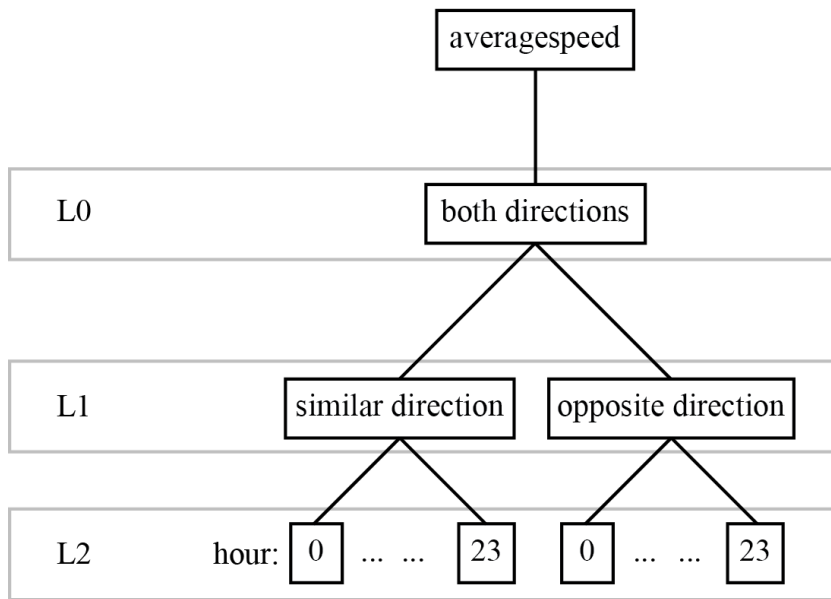 averagespeed
L0 both directions
L1 similar direction opposite direction
L2 hour: 0 ... ... 23 0 ... ... 23